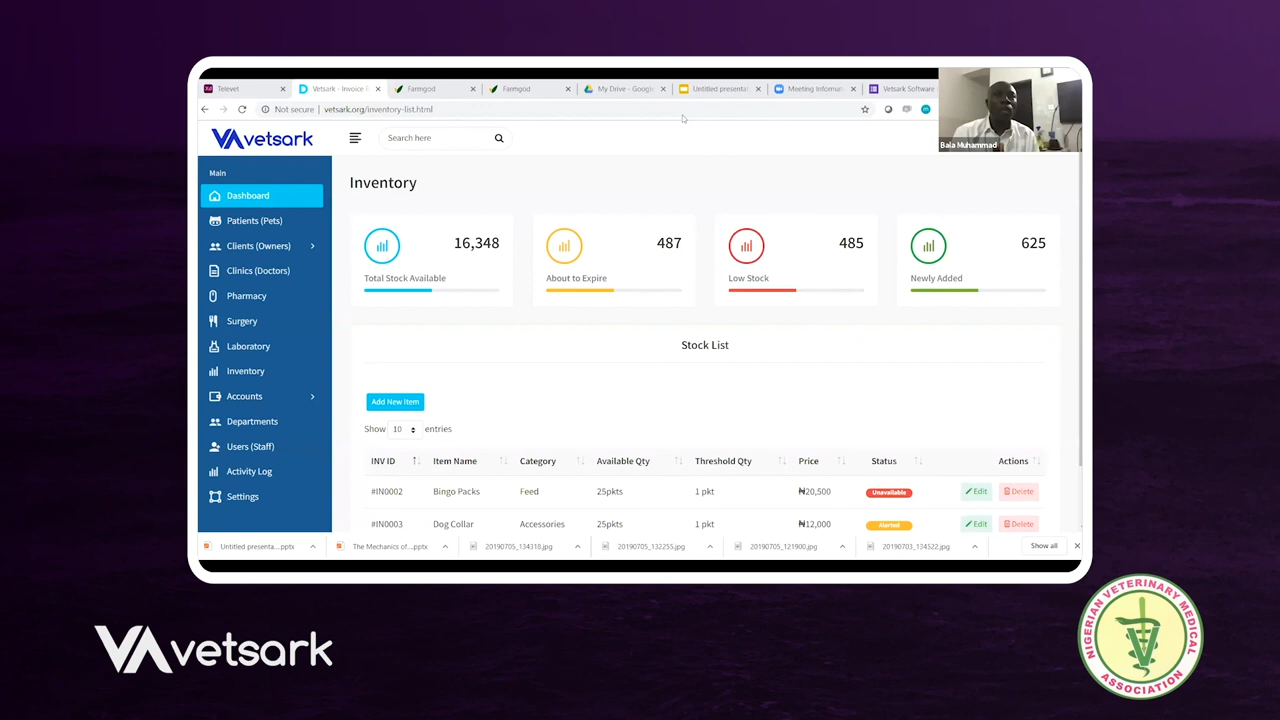 Televet
Vetsark - Invoice
Farmgod
Farmgod
My Drive - Google
Untitled presentat
Meeting Informa
Vetsark Software
Not secure | vetsark.org/inventory-list.html
vetsark
Search here
Bala Muhammad
Main
Dashboard
Patients (Pets)
Clients (Owners)
Clinics (Doctors)
Pharmacy
Surgery
Laboratory
Inventory
Accounts
Departments
Users (Staff)
Activity Log
Settings
Inventory
16,348
Total Stock Available
487
About to Expire
485
Low Stock
625
Newly Added
Stock List
Add New Item
Show 10 entries
INV ID Item Name Category Available Qty Threshold Qty Price Status Actions
#IN0002 Bingo Packs Feed 25pkts 1 pkt ₦20,500 Unavailable Edit Delete
#IN0003 Dog Collar Accessories 25pkts 1 pkt ₦12,000 Alerted Edit Delete
Untitled presenta....pptx
The Mechanics of....pptx
20190705_134318.jpg
20190705_132255.jpg
20190705_121900.jpg
20190703_134522.jpg
Show all
VA vetsark
NIGERIAN VETERINARY MEDICAL
ASSOCIATION